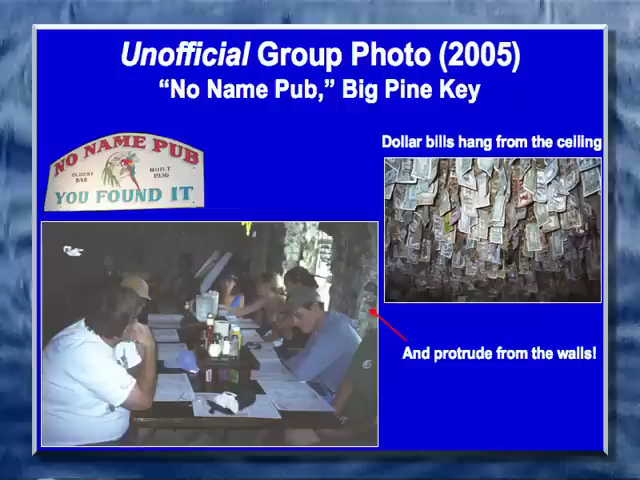 Unofficial Group Photo (2005)
“No Name Pub,” Big Pine Key
Dollar bills hang from the ceiling
NO NAME PUB
OLDEST BAR
BUILT 1936
YOU FOUND IT
And protrude from the walls!